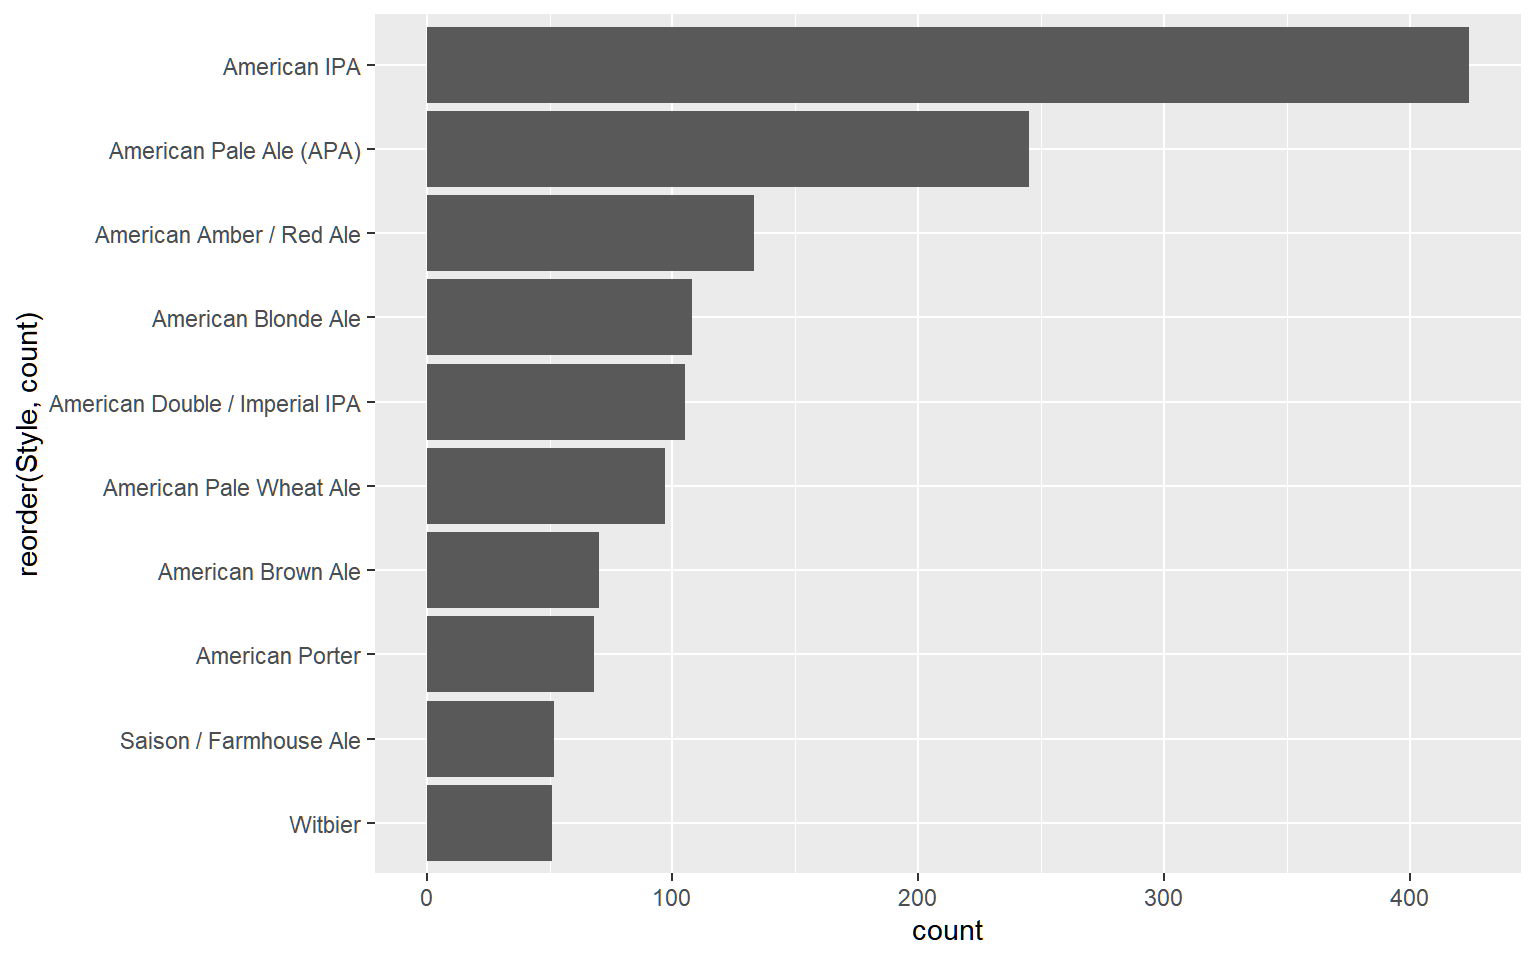 American IPA
American Pale Ale (APA)
American Amber / Red Ale
American Blonde Ale
American Double / Imperial IPA
American Pale Wheat Ale
American Brown Ale
American Porter
Saison / Farmhouse Ale
Witbier
reorder(Style, count)
0 100 200 300 400
count